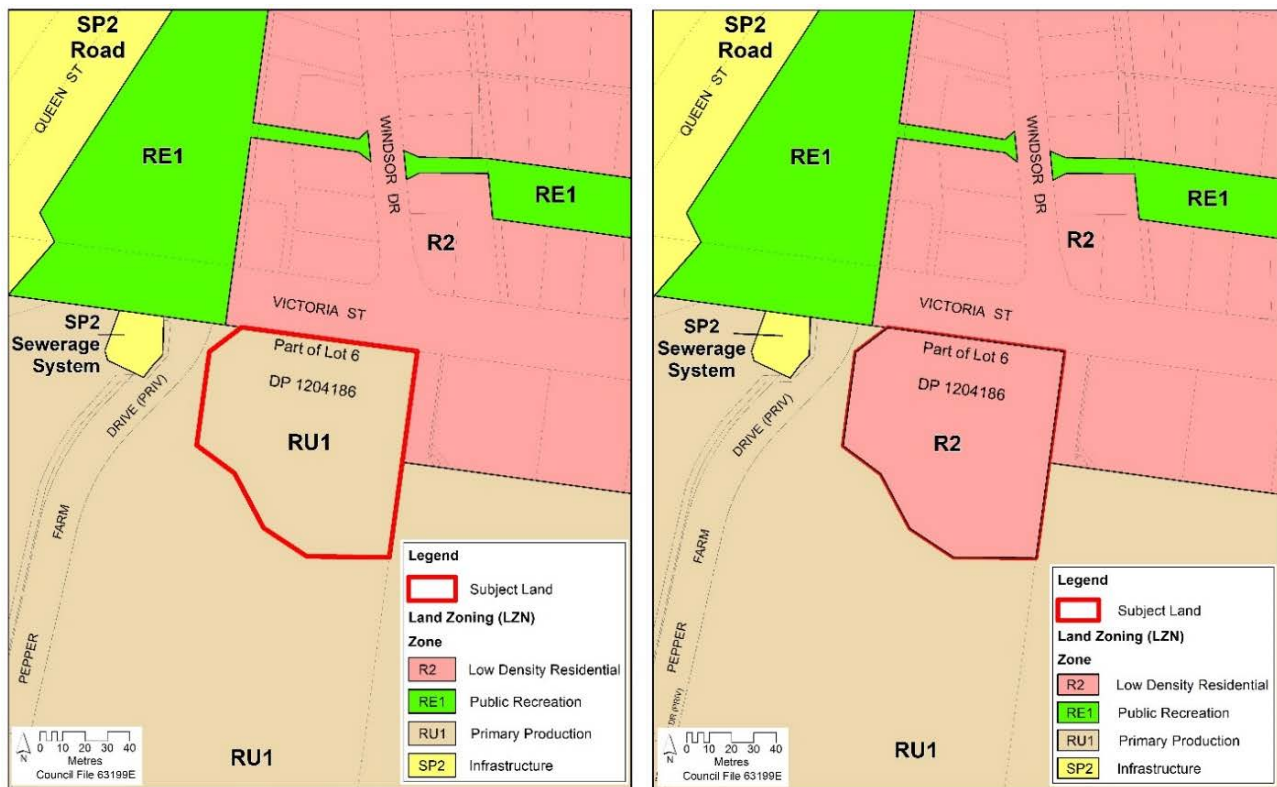 SP2
Road
QUEEN ST
RE1
WINDSOR DR
RE1
R2
VICTORIA ST
SP2
Sewerage
System
Part of Lot 6
DP 1204186
DRIVE (PRIV)
RU1
FARM
PEPPER
RU1
0 10 20 30 40
Metres
Council File 63199E
N
Legend
Subject Land
Land Zoning (LZN)
Zone
R2 Low Density Residential
RE1 Public Recreation
RU1 Primary Production
SP2 Infrastructure
SP2
Road
QUEEN ST
RE1
WINDSOR DR
RE1
R2
VICTORIA ST
SP2
Sewerage
System
Part of Lot 6
DP 1204186
DRIVE (PRIV)
R2
FARM
PEPPER
DR (PRIV)
RU1
0 10 20 30 40
Metres
Council File 63199E
N
Legend
Subject Land
Land Zoning (LZN)
Zone
R2 Low Density Residential
RE1 Public Recreation
RU1 Primary Production
SP2 Infrastructure